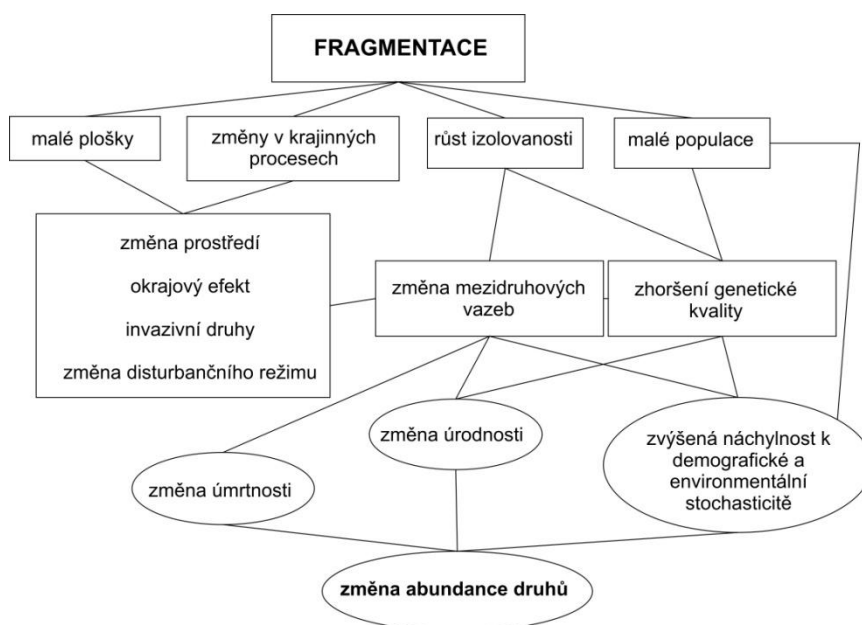 FRAGMENTACE
malé plošky
změny v krajinných
procesech
růst izolovanosti
malé populace
změna prostředí
okrajový efekt
invazivní druhy
změna disturbančního režimu
změna mezidruhových
vazeb
zhoršení genetické
kvality
změna úmrtnosti
změna úrodnosti
zvýšená náchylnost k
demografické a
environmentální
stochasticitě
změna abundance druhů